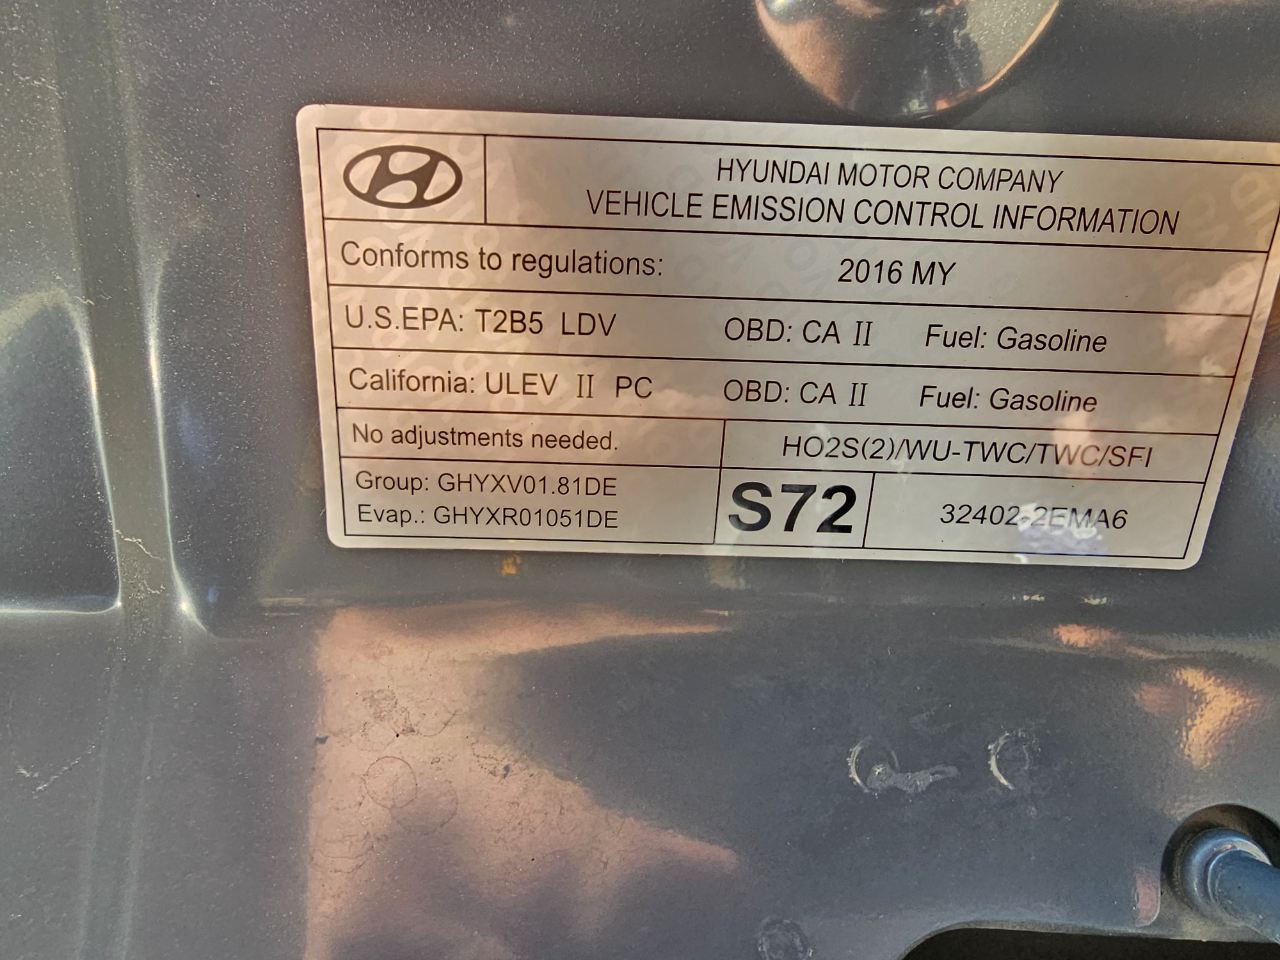 HYUNDAI MOTOR COMPANY
VEHICLE EMISSION CONTROL INFORMATION
Conforms to regulations: 2016 MY
U.S.EPA: T2B5 LDV OBD: CA II Fuel: Gasoline
California: ULEV II PC OBD: CA II Fuel: Gasoline
No adjustments needed. HO2S(2)/WU-TWC/TWC/SFI
Group: GHYXV01.81DE
Evap.: GHYXR01051DE
S72 32402-2EMA6